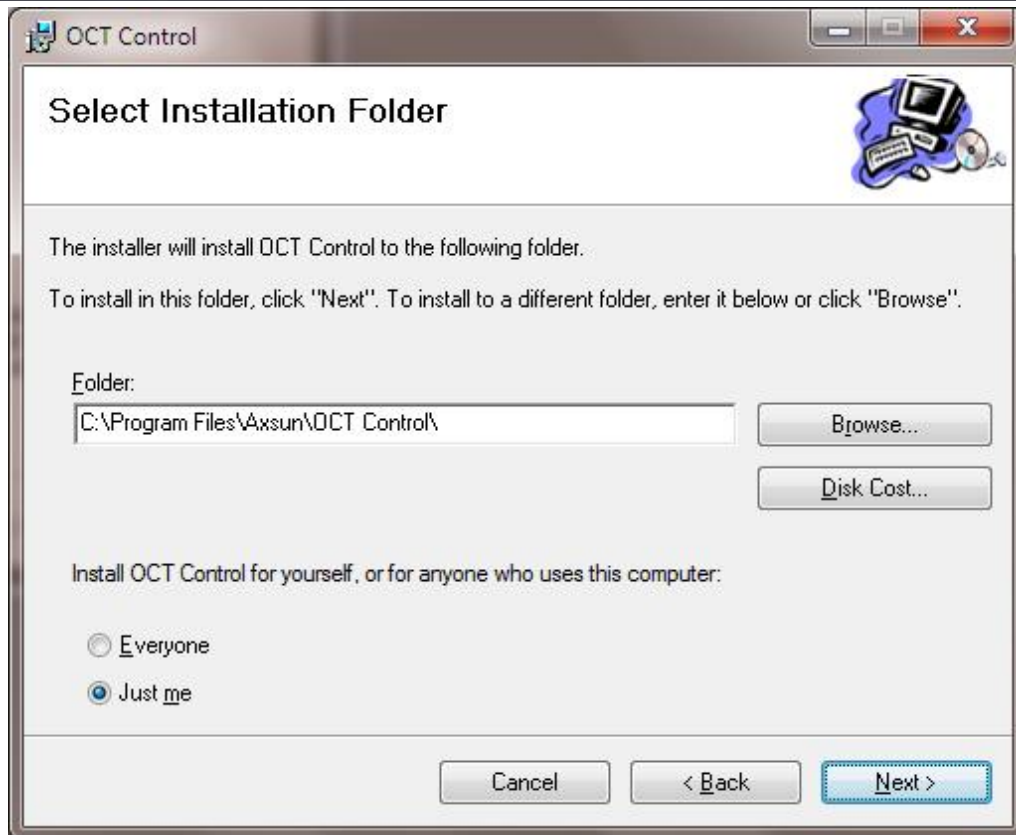 OCT Control
Select Installation Folder
The installer will install OCT Control to the following folder.
To install in this folder, click "Next". To install to a different folder, enter it below or click "Browse".
Folder:
C:\Program Files\Axsun\OCT Control\
Browse...
Disk Cost...
Install OCT Control for yourself, or for anyone who uses this computer:
Everyone
Just me
Cancel
< Back
Next >